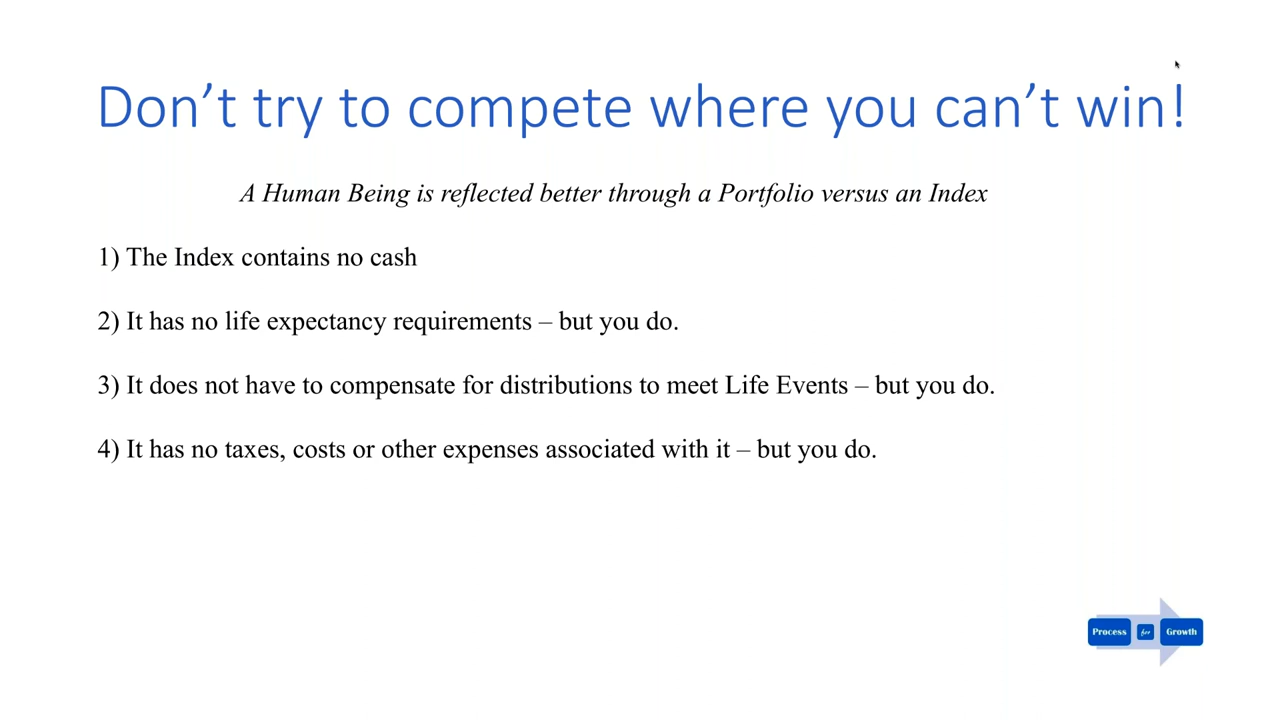 Don’t try to compete where you can’t win!
A Human Being is reflected better through a Portfolio versus an Index
1) The Index contains no cash
2) It has no life expectancy requirements – but you do.
3) It does not have to compensate for distributions to meet Life Events – but you do.
4) It has no taxes, costs or other expenses associated with it – but you do.
Process for Growth